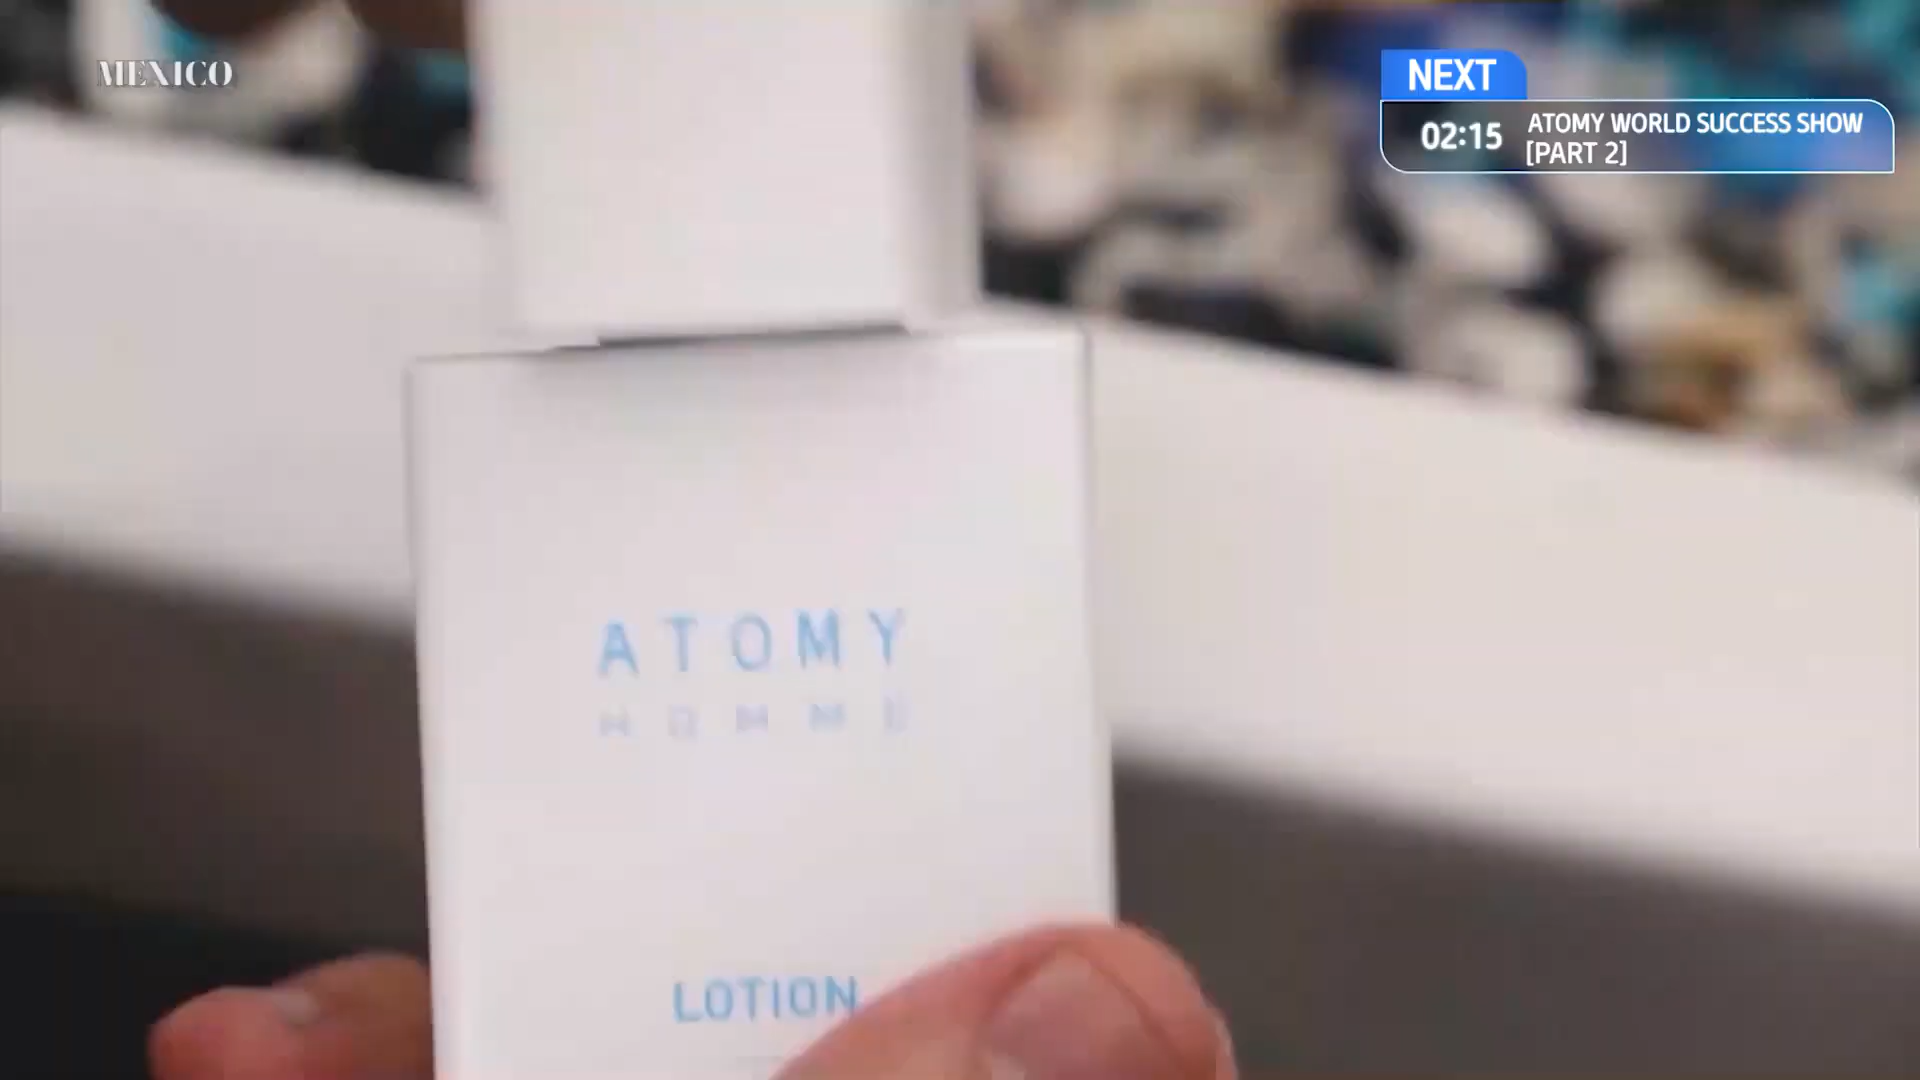 MEXICO
NEXT
02:15 ATOMY WORLD SUCCESS SHOW
[PART 2]
ATOMY
HOMME
LOTION